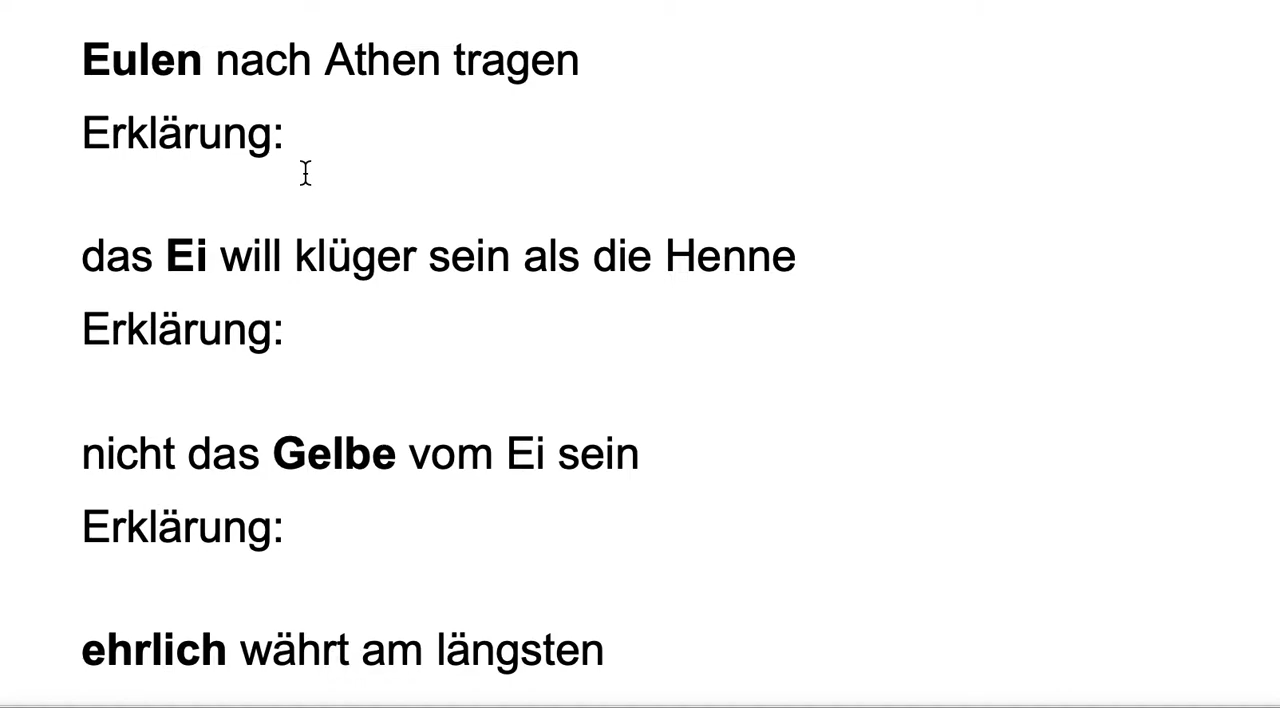 Eulen nach Athen tragen
Erklärung:
das Ei will klüger sein als die Henne
Erklärung:
nicht das Gelbe vom Ei sein
Erklärung:
ehrlich währt am längsten